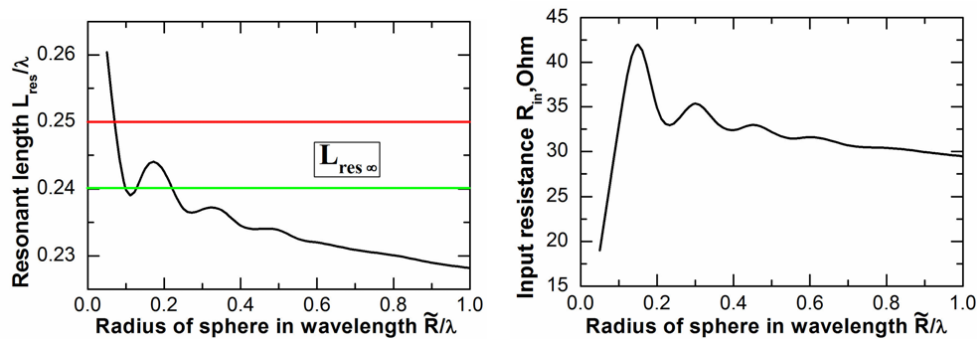 Resonant length L_res/λ
0.26
0.25
0.24
0.23
L_res ∞
0.0 0.2 0.4 0.6 0.8 1.0
Radius of sphere in wavelength R̃/λ
Input resistance R_in, Ohm
45
40
35
30
25
20
15
0.0 0.2 0.4 0.6 0.8 1.0
Radius of sphere in wavelength R̃/λ